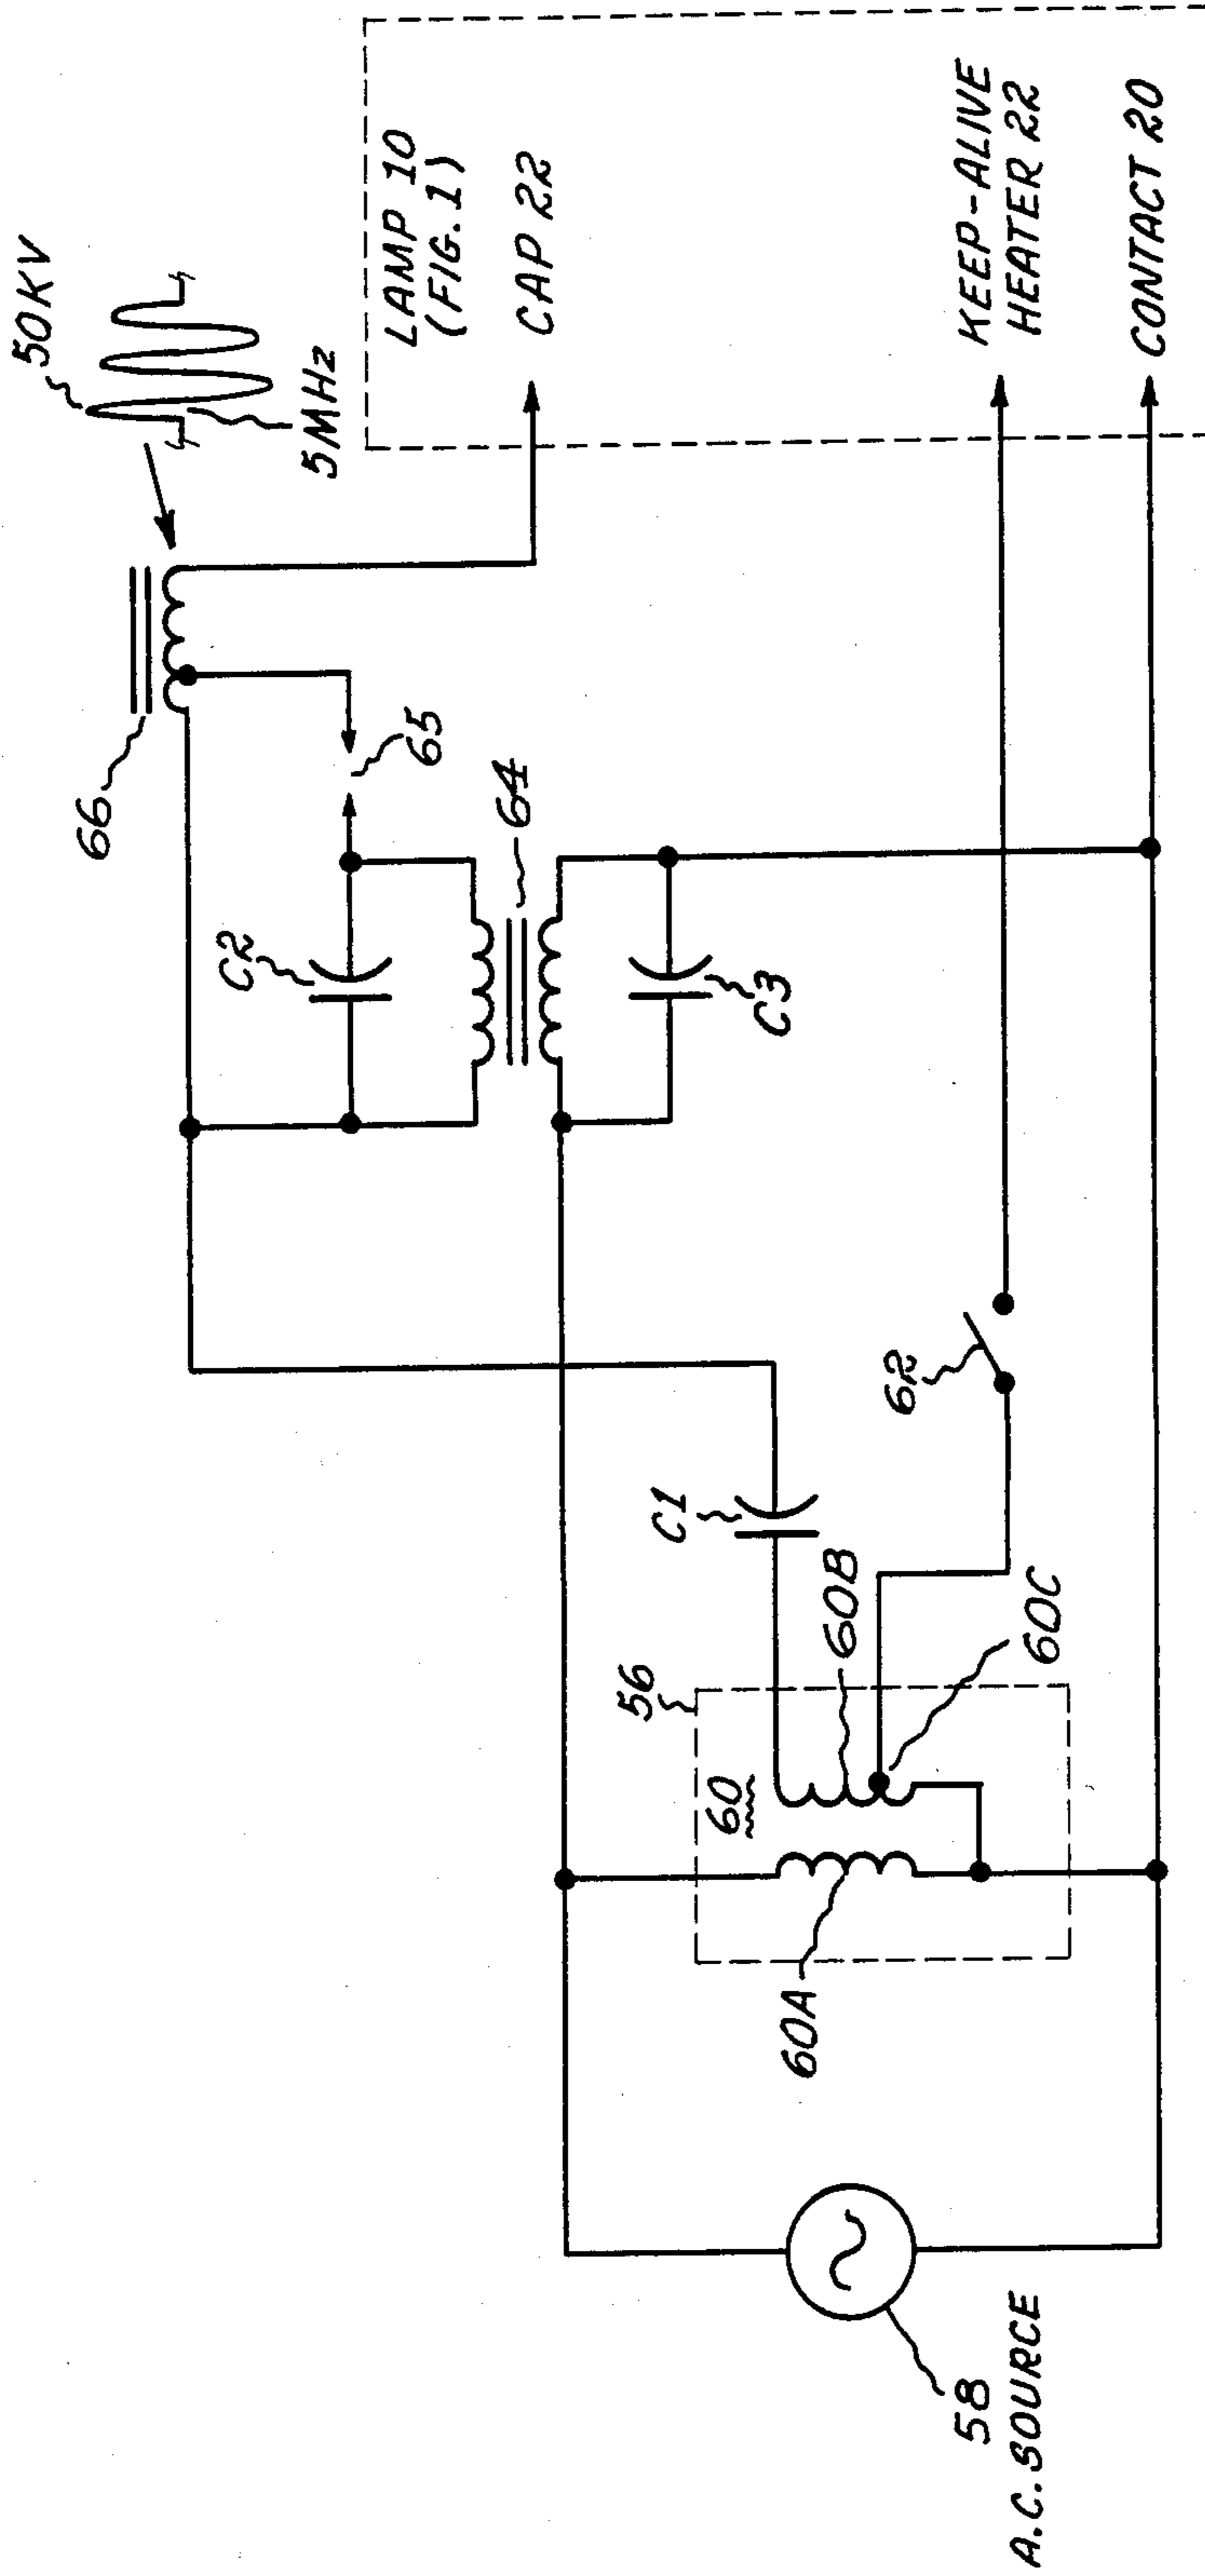 50KV
5MHz
66
LAMP 10
(FIG. 1)
CAP 22
65
C2
64
C3
KEEP-ALIVE
HEATER 22
CONTACT 20
62
C1
56
60
60B
60C
60A
58
A.C. SOURCE